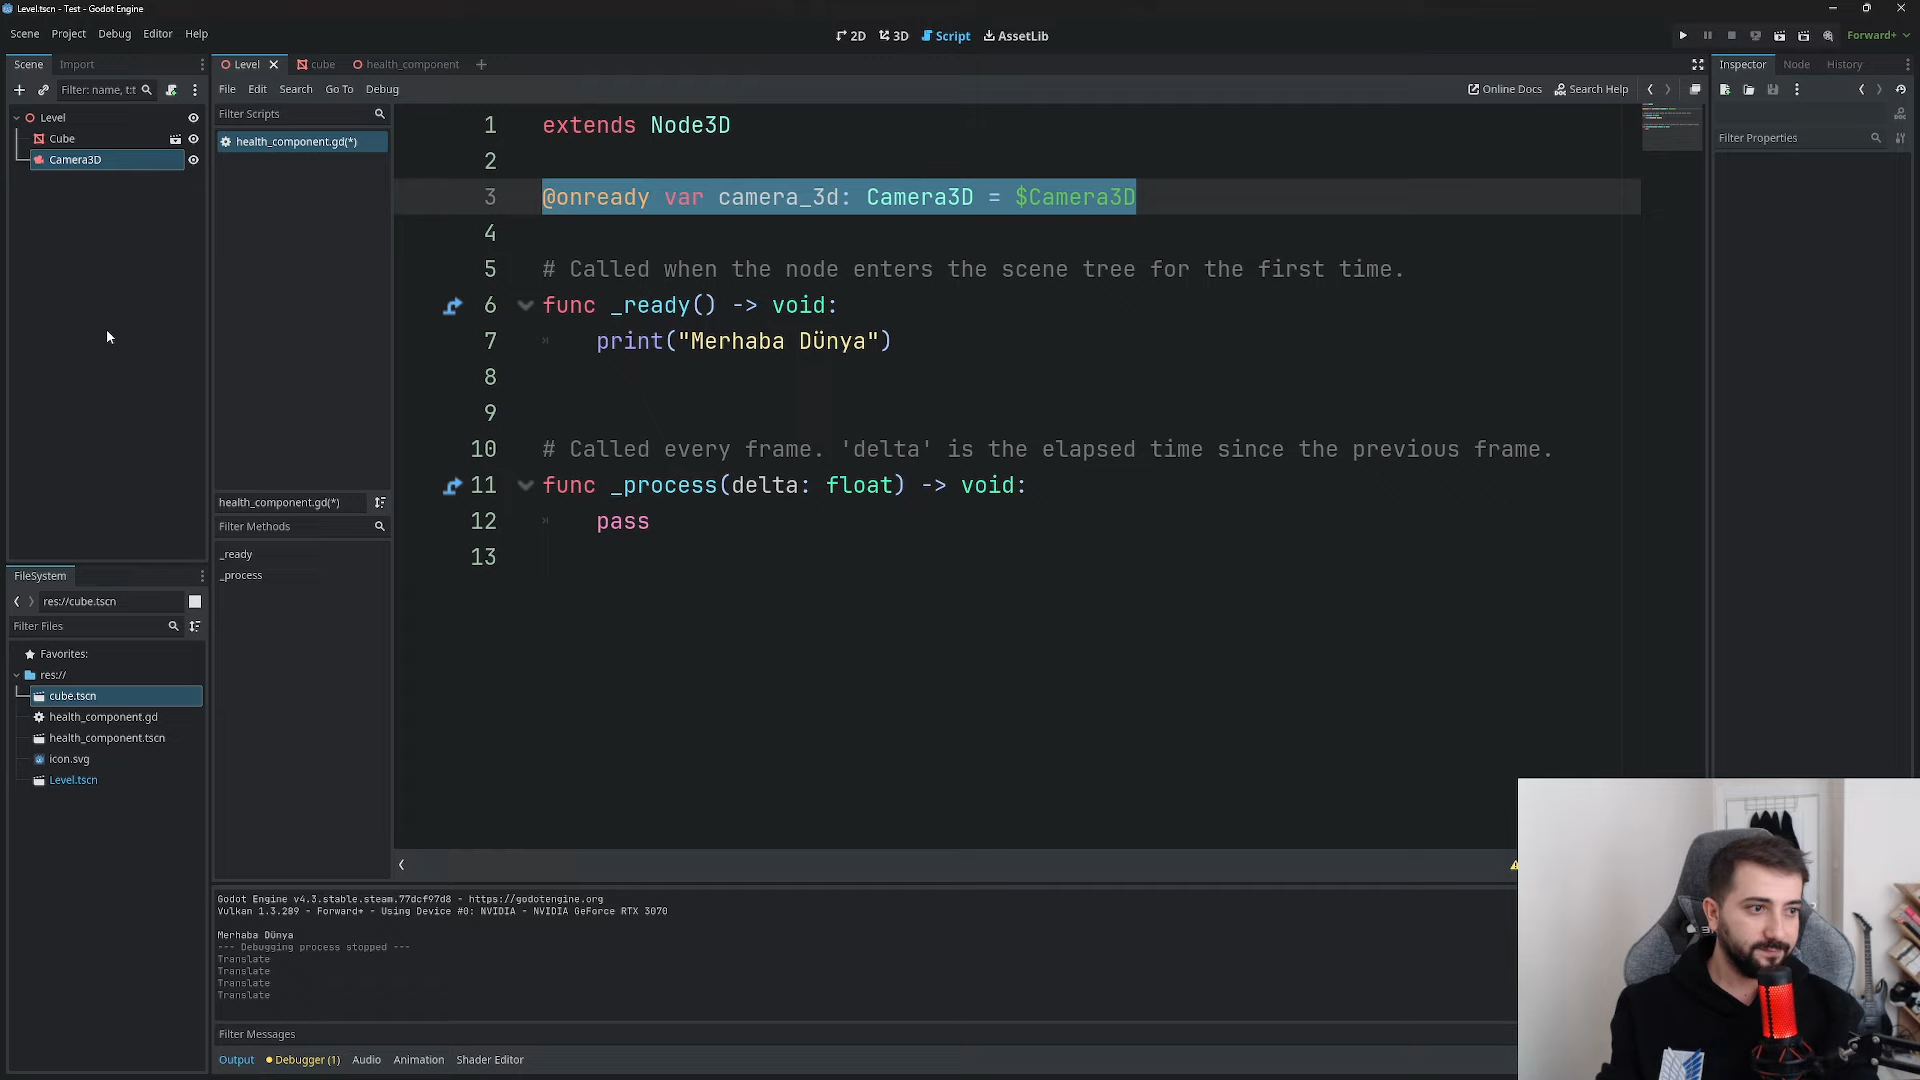 Level.tscn - Test - Godot Engine
Scene Project Debug Editor Help
2D 3D Script AssetLib
Forward+
Scene Import
Level cube health_component
Inspector Node History
Filter: name, t:t
File Edit Search Go To Debug
Online Docs Search Help
Filter Scripts
Filter Properties
Level
Cube
Camera3D
health_component.gd(*)
1 extends Node3D
2
3 @onready var camera_3d: Camera3D = $Camera3D
4
5 # Called when the node enters the scene tree for the first time.
6 func _ready() -> void:
7 print("Merhaba Dünya")
8
9
10 # Called every frame. 'delta' is the elapsed time since the previous frame.
11 func _process(delta: float) -> void:
12 pass
13
health_component.gd(*)
Filter Methods
_ready
_process
FileSystem
res://cube.tscn
Filter Files
Favorites:
res://
cube.tscn
health_component.gd
health_component.tscn
icon.svg
Level.tscn
Godot Engine v4.3.stable.steam.77dcf97d8 - https://godotengine.org
Vulkan 1.3.289 - Forward+ - Using Device #0: NVIDIA - NVIDIA GeForce RTX 3070
Merhaba Dünya
--- Debugging process stopped ---
Translate
Translate
Translate
Translate
Filter Messages
Output Debugger (1) Audio Animation Shader Editor